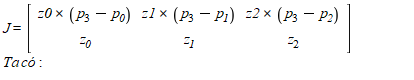 J = [ z0 × (p₃ − p₀) z1 × (p₃ − p₁) z2 × (p₃ − p₂)
z₀ z₁ z₂ ]
Ta có :